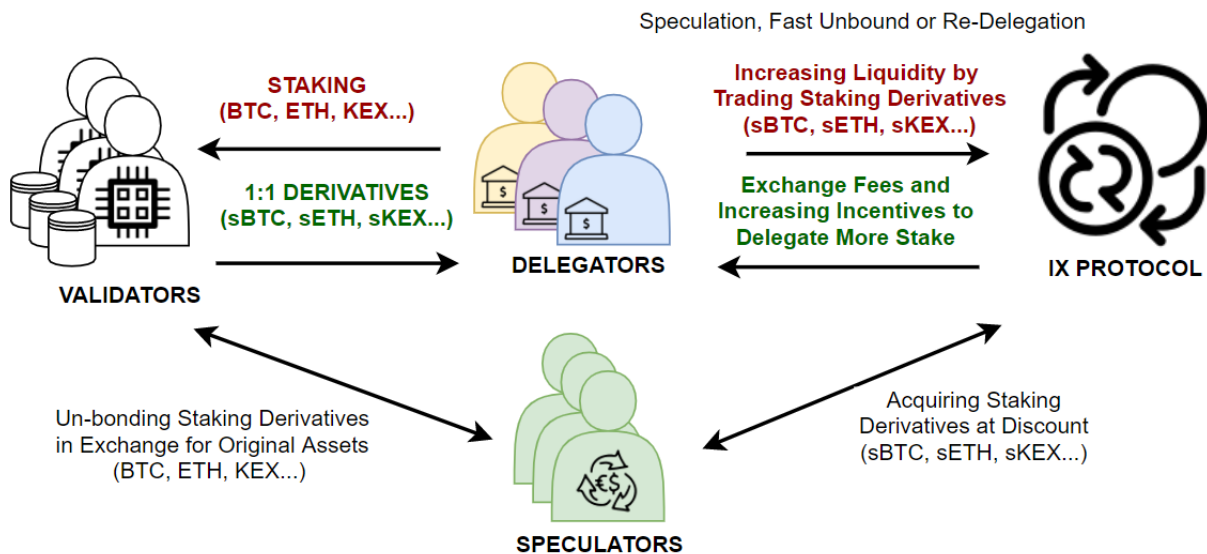 Speculation, Fast Unbound or Re-Delegation
STAKING
(BTC, ETH, KEX...)
1:1 DERIVATIVES
(sBTC, sETH, sKEX...)
VALIDATORS
$
$
$
DELEGATORS
Increasing Liquidity by
Trading Staking Derivatives
(sBTC, sETH, sKEX...)
Exchange Fees and
Increasing Incentives to
Delegate More Stake
IX PROTOCOL
Un-bonding Staking Derivatives
in Exchange for Original Assets
(BTC, ETH, KEX...)
€$
SPECULATORS
Acquiring Staking
Derivatives at Discount
(sBTC, sETH, sKEX...)